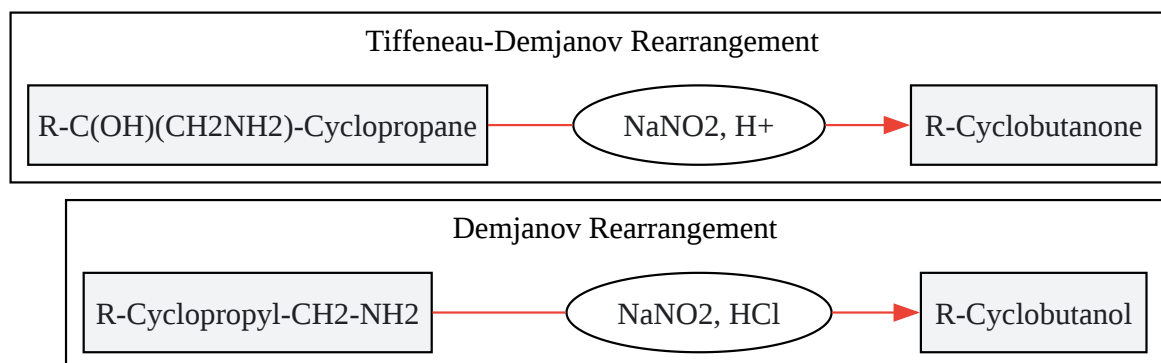 Tiffeneau-Demjanov Rearrangement
R-C(OH)(CH2NH2)-Cyclopropane
NaNO2, H+
R-Cyclobutanone
Demjanov Rearrangement
R-Cyclopropyl-CH2-NH2
NaNO2, HCl
R-Cyclobutanol